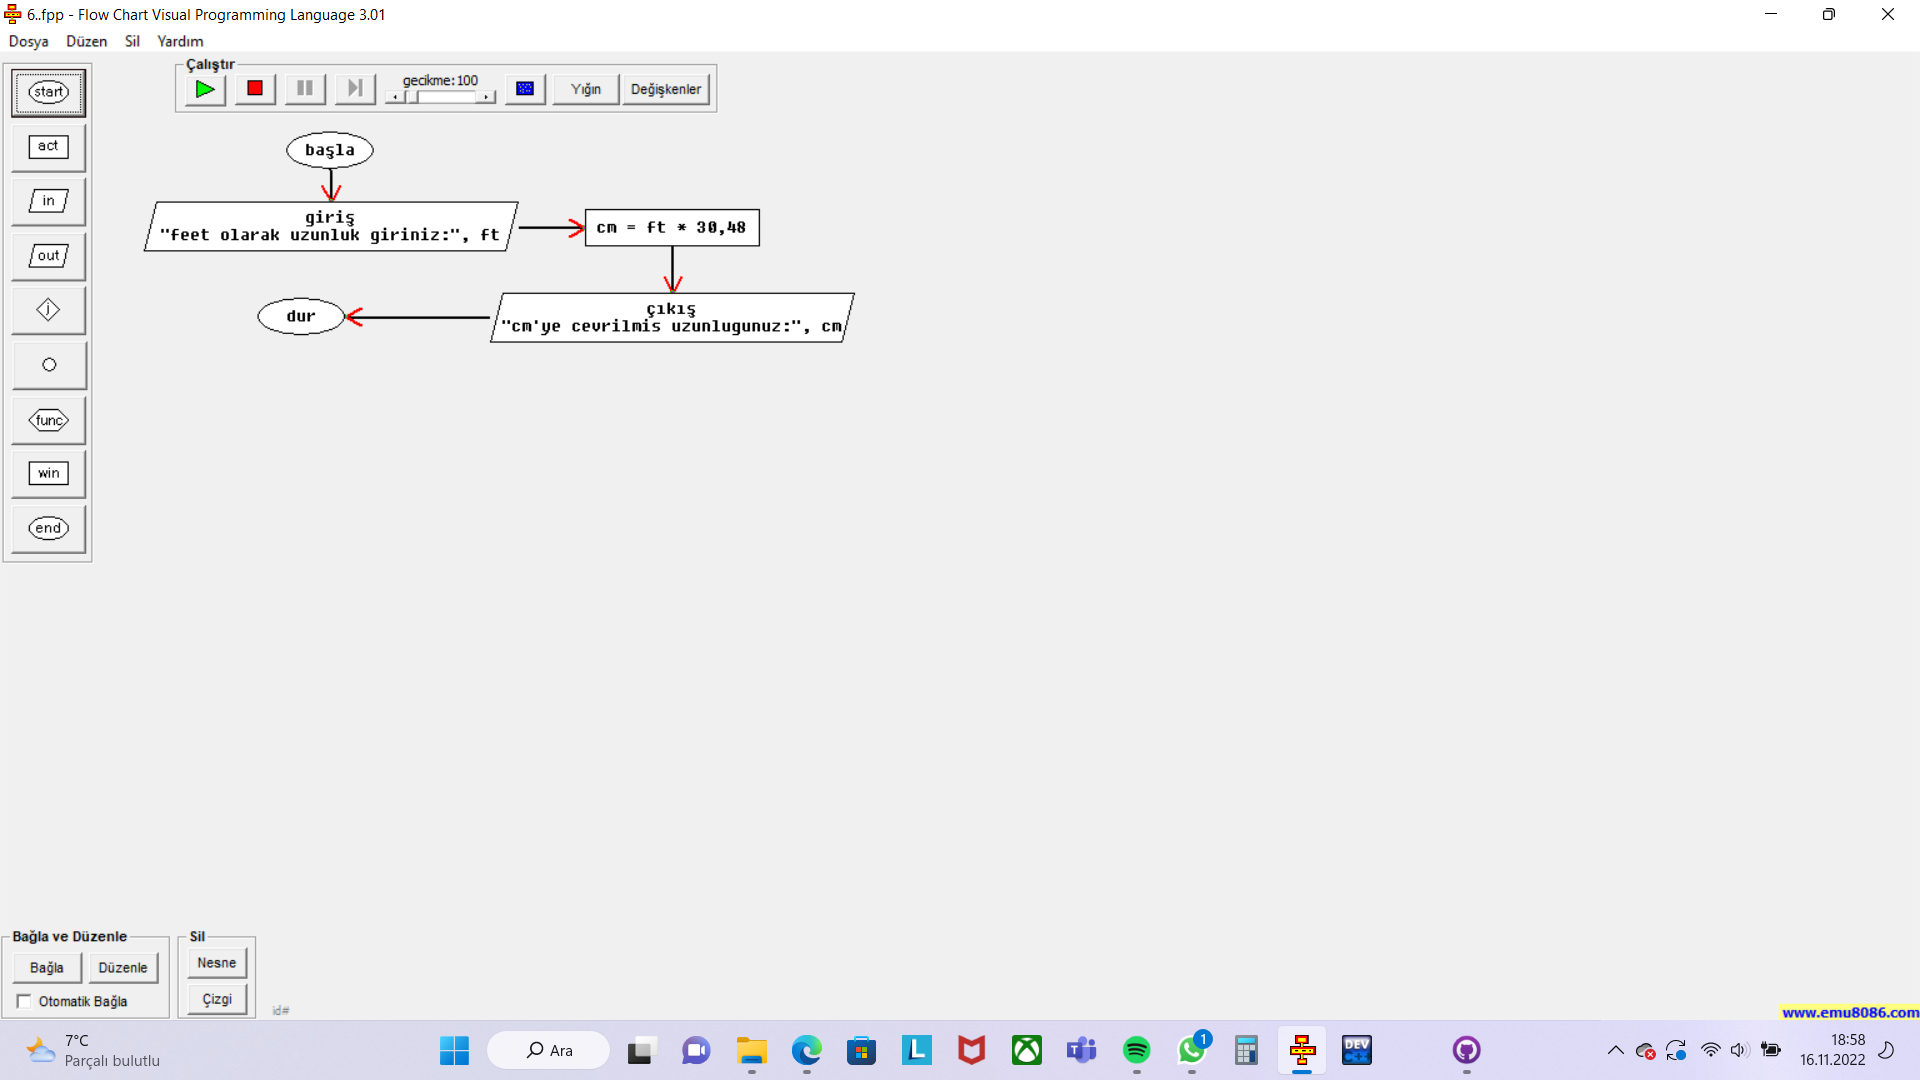 6..fpp - Flow Chart Visual Programming Language 3.01
Dosya Düzen Sil Yardım
Çalıştır
gecikme:100
Yığın
Değişkenler
start
act
in
out
j
func
win
end
başla
giriş
"feet olarak uzunluk giriniz:", ft
cm = ft * 30,48
çıkış
"cm'ye cevrilmis uzunlugunuz:", cm
dur
Bağla ve Düzenle
Bağla
Düzenle
Otomatik Bağla
Sil
Nesne
Çizgi
id#
www.emu8086.com
7°C
Parçalı bulutlu
Ara
L
T
1
DEV
C++
18:58
16.11.2022